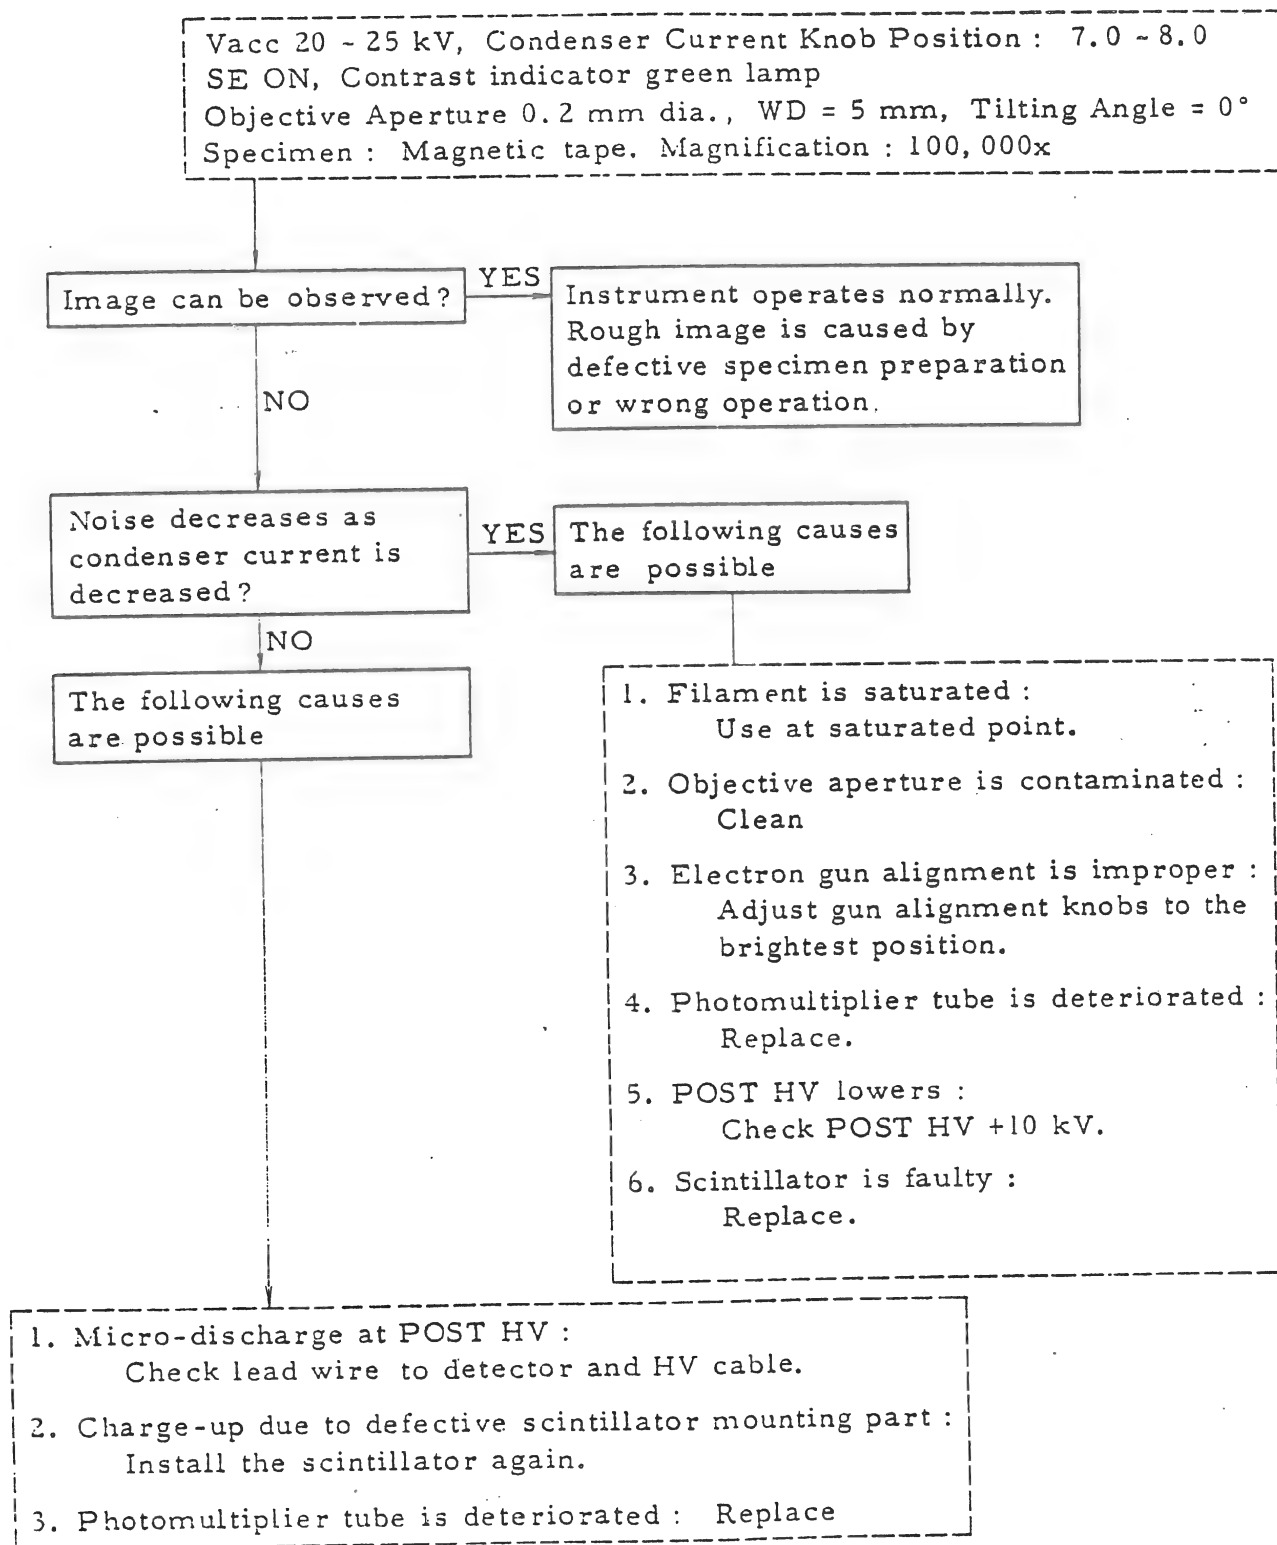 Vacc 20 ~ 25 kV, Condenser Current Knob Position : 7.0 ~ 8.0
SE ON, Contrast indicator green lamp
Objective Aperture 0.2 mm dia., WD = 5 mm, Tilting Angle = 0°
Specimen : Magnetic tape. Magnification : 100,000x
Image can be observed?
YES
Instrument operates normally.
Rough image is caused by
defective specimen preparation
or wrong operation.
NO
Noise decreases as
condenser current is
decreased?
YES
The following causes
are possible
NO
The following causes
are possible
1. Filament is saturated :
Use at saturated point.
2. Objective aperture is contaminated :
Clean
3. Electron gun alignment is improper :
Adjust gun alignment knobs to the
brightest position.
4. Photomultiplier tube is deteriorated :
Replace.
5. POST HV lowers :
Check POST HV +10 kV.
6. Scintillator is faulty :
Replace.
1. Micro-discharge at POST HV :
Check lead wire to detector and HV cable.
2. Charge-up due to defective scintillator mounting part :
Install the scintillator again.
3. Photomultiplier tube is deteriorated : Replace